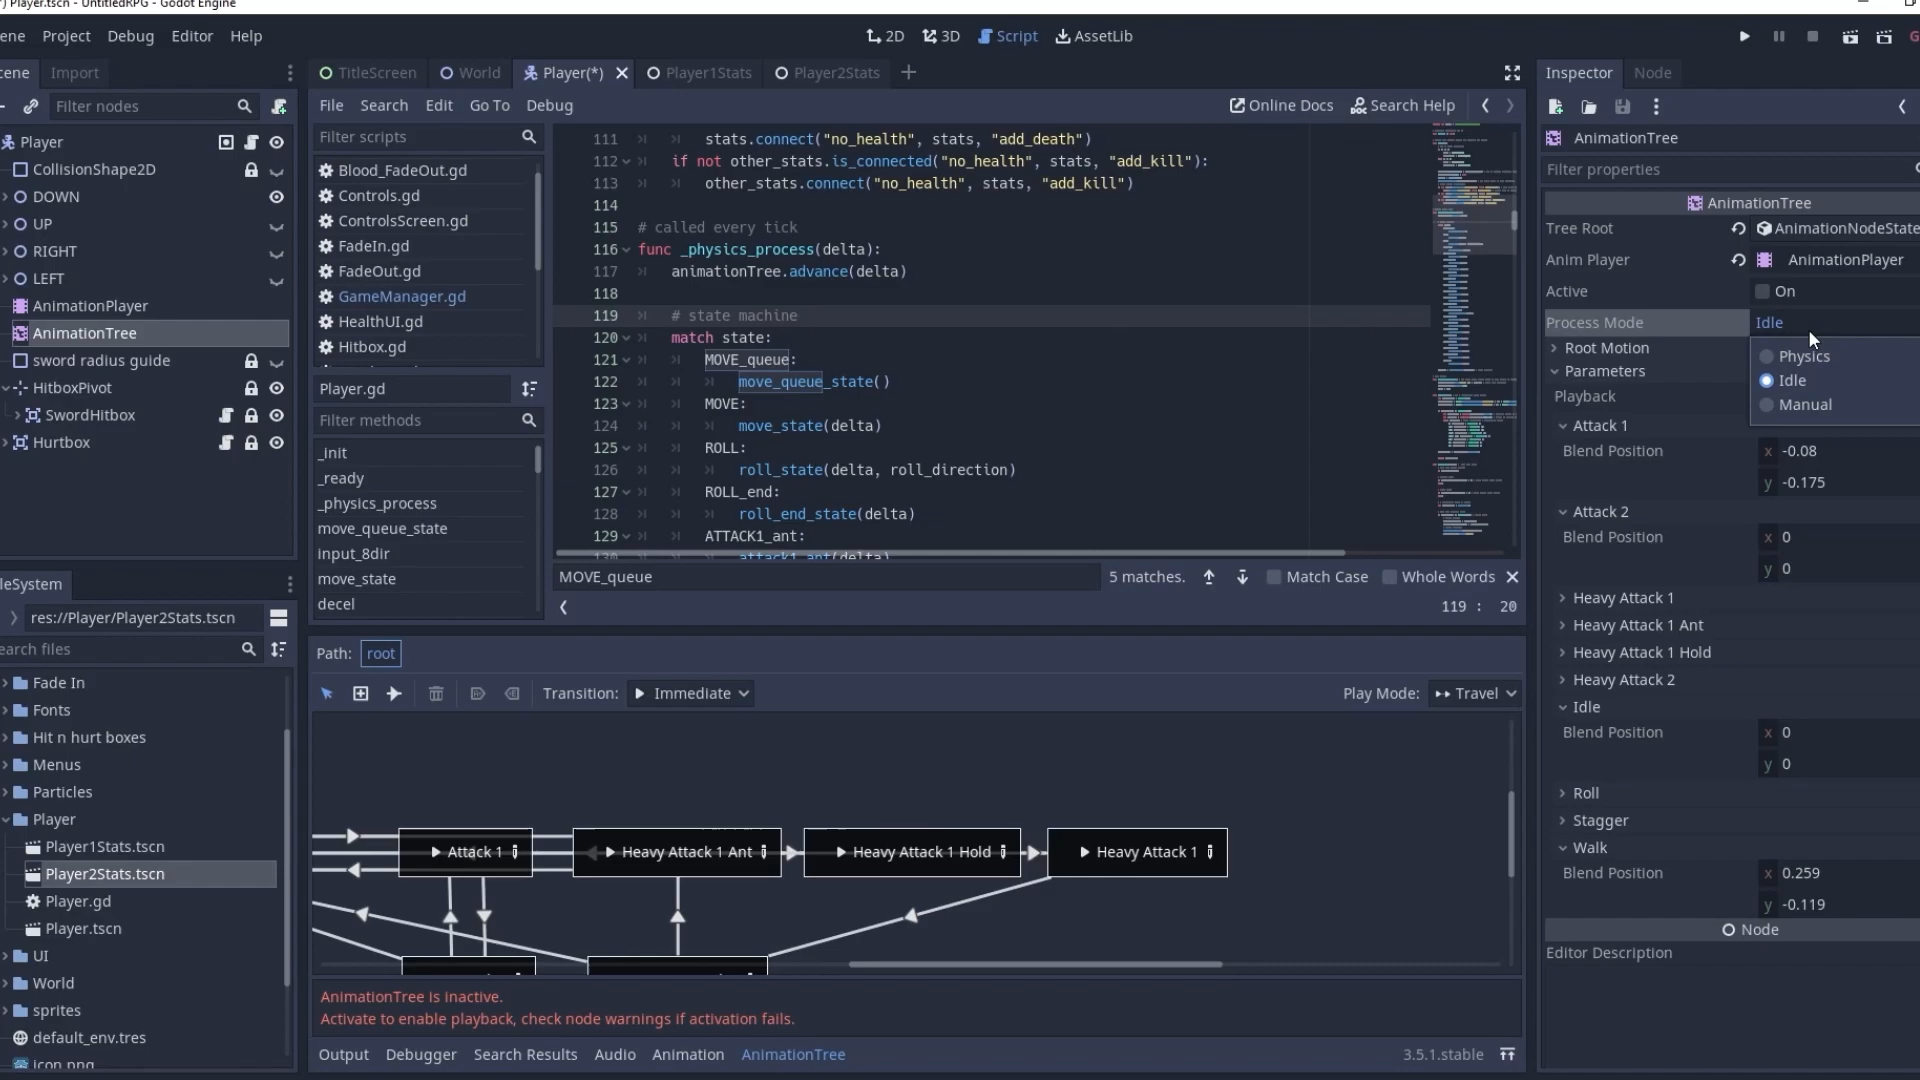 Player.tscn - UntitledRPG - Godot Engine
ene Project Debug Editor Help
2D 3D Script AssetLib
cene Import
TitleScreen World Player(*) Player1Stats Player2Stats
Inspector Node
Filter nodes
File Search Edit Go To Debug
Online Docs Search Help
Player
CollisionShape2D
DOWN
UP
RIGHT
LEFT
AnimationPlayer
AnimationTree
sword radius guide
HitboxPivot
SwordHitbox
Hurtbox
Filter scripts
Blood_FadeOut.gd
Controls.gd
ControlsScreen.gd
FadeIn.gd
FadeOut.gd
GameManager.gd
HealthUI.gd
Hitbox.gd
Player.gd
Filter methods
_init
_ready
_physics_process
move_queue_state
input_8dir
move_state
decel
111 stats.connect("no_health", stats, "add_death")
112 if not other_stats.is_connected("no_health", stats, "add_kill"):
113 other_stats.connect("no_health", stats, "add_kill")
114
115 # called every tick
116 func _physics_process(delta):
117 animationTree.advance(delta)
118
119 # state machine
120 match state:
121 MOVE_queue:
122 move_queue_state()
123 MOVE:
124 move_state(delta)
125 ROLL:
126 roll_state(delta, roll_direction)
127 ROLL_end:
128 roll_end_state(delta)
129 ATTACK1_ant:
130 attack1_ant(delta)
MOVE_queue 5 matches. Match Case Whole Words
119 : 20
leSystem
res://Player/Player2Stats.tscn
earch files
Fade In
Fonts
Hit n hurt boxes
Menus
Particles
Player
Player1Stats.tscn
Player2Stats.tscn
Player.gd
Player.tscn
UI
World
sprites
default_env.tres
icon.png
Path: root
Transition: Immediate
Play Mode: Travel
Attack 1
Heavy Attack 1 Ant
Heavy Attack 1 Hold
Heavy Attack 1
AnimationTree is inactive.
Activate to enable playback, check node warnings if activation fails.
Output Debugger Search Results Audio Animation AnimationTree
3.5.1.stable
AnimationTree
Filter properties
AnimationTree
Tree Root AnimationNodeState
Anim Player AnimationPlayer
Active On
Process Mode Idle
Physics
Idle
Manual
Root Motion
Parameters
Playback
Attack 1
Blend Position x -0.08
y -0.175
Attack 2
Blend Position x 0
y 0
Heavy Attack 1
Heavy Attack 1 Ant
Heavy Attack 1 Hold
Heavy Attack 2
Idle
Blend Position x 0
y 0
Roll
Stagger
Walk
Blend Position x 0.259
y -0.119
Node
Editor Description